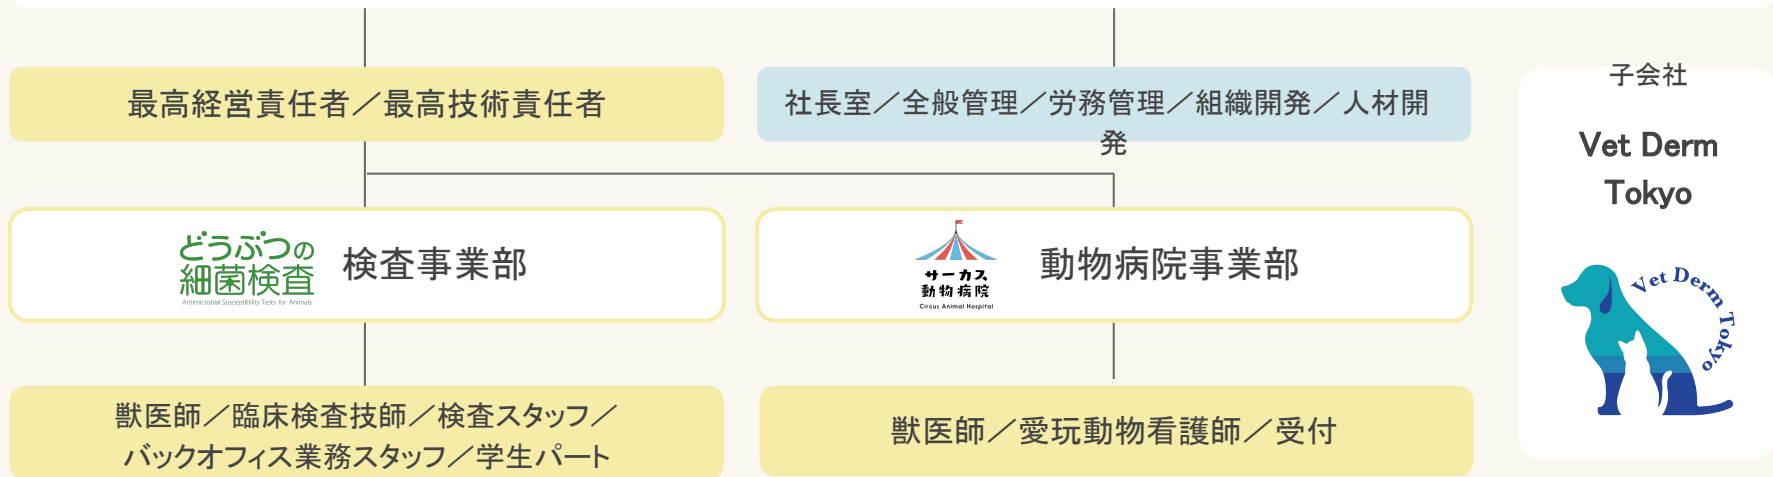 最高経営責任者／最高技術責任者
社長室／全般管理／労務管理／組織開発／人材開
発
子会社
Vet Derm
Tokyo
どうぶつの
細菌検査
Antimicrobial Susceptibility Tests for Animals
検査事業部
サーカス
動物病院
Circus Animal Hospital
動物病院事業部
Vet Derm Tokyo
獣医師／臨床検査技師／検査スタッフ／
バックオフィス業務スタッフ／学生パート
獣医師／愛玩動物看護師／受付